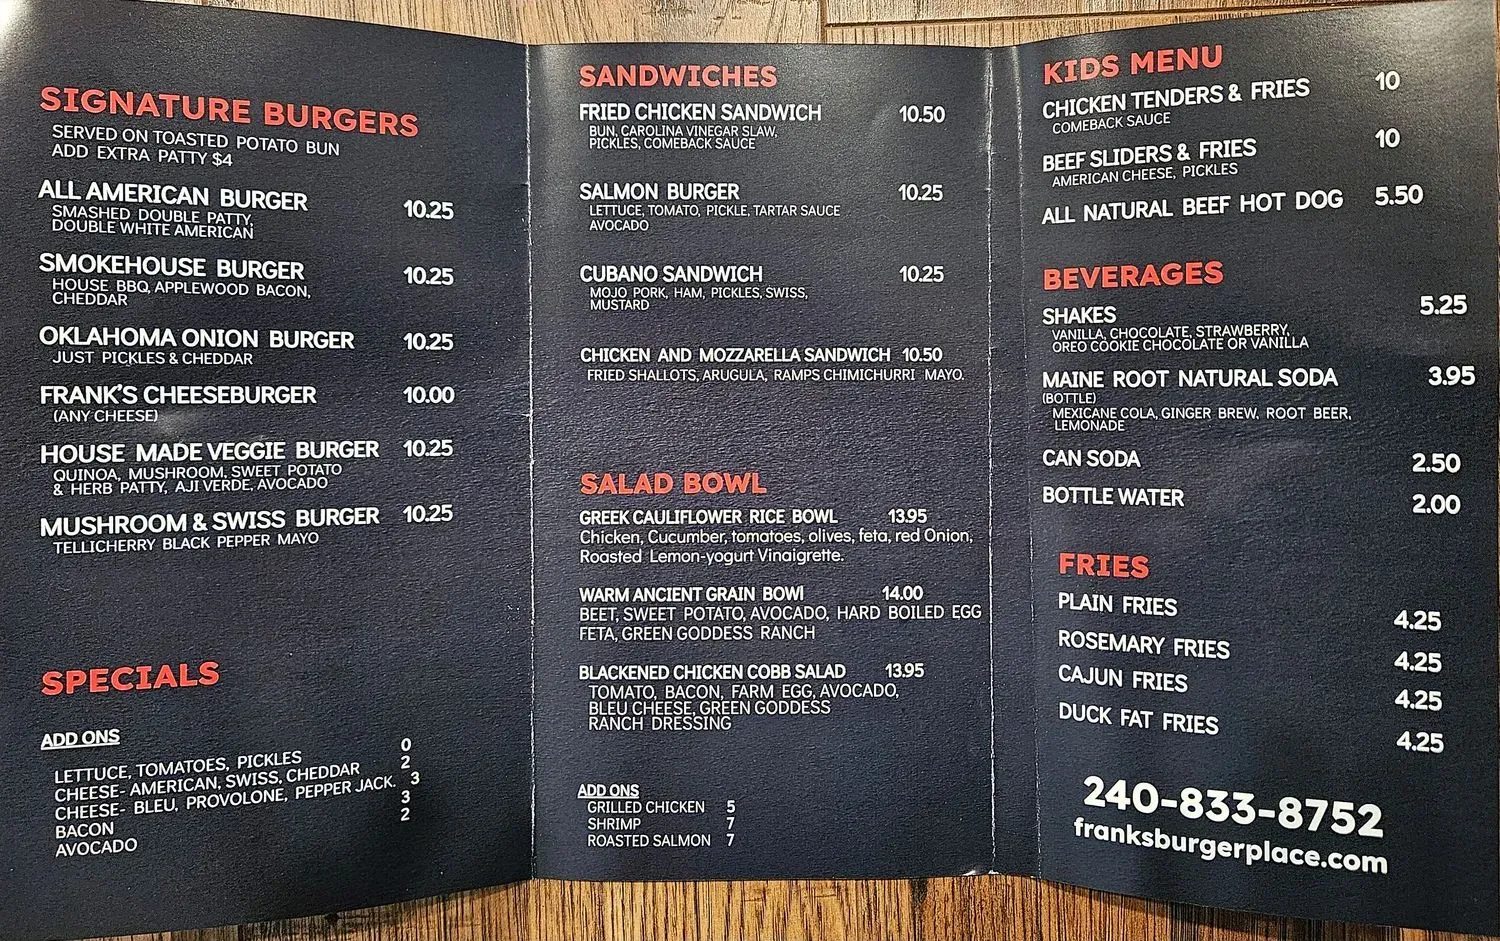 SIGNATURE BURGERS
SERVED ON TOASTED POTATO BUN
ADD EXTRA PATTY $4
ALL AMERICAN BURGER 10.25
SMASHED DOUBLE PATTY,
DOUBLE WHITE AMERICAN
SMOKEHOUSE BURGER 10.25
HOUSE BBQ, APPLEWOOD BACON,
CHEDDAR
OKLAHOMA ONION BURGER 10.25
JUST PICKLES & CHEDDAR
FRANK'S CHEESEBURGER 10.00
(ANY CHEESE)
HOUSE MADE VEGGIE BURGER 10.25
QUINOA, MUSHROOM, SWEET POTATO
& HERB PATTY, AJI VERDE, AVOCADO
MUSHROOM & SWISS BURGER 10.25
TELLICHERRY BLACK PEPPER MAYO
SPECIALS
ADD ONS
LETTUCE, TOMATOES, PICKLES 0
CHEESE- AMERICAN, SWISS, CHEDDAR 2
CHEESE- BLEU, PROVOLONE, PEPPER JACK. 3
BACON 3
AVOCADO 2
SANDWICHES
FRIED CHICKEN SANDWICH 10.50
BUN, CAROLINA VINEGAR SLAW,
PICKLES, COMEBACK SAUCE
SALMON BURGER 10.25
LETTUCE, TOMATO, PICKLE, TARTAR SAUCE
AVOCADO
CUBANO SANDWICH 10.25
MOJO PORK, HAM, PICKLES, SWISS,
MUSTARD
CHICKEN AND MOZZARELLA SANDWICH 10.50
FRIED SHALLOTS, ARUGULA, RAMPS CHIMICHURRI MAYO.
SALAD BOWL
GREEK CAULIFLOWER RICE BOWL 13.95
Chicken, Cucumber, tomatoes, olives, feta, red Onion,
Roasted Lemon-yogurt Vinaigrette.
WARM ANCIENT GRAIN BOWl 14.00
BEET, SWEET POTATO, AVOCADO, HARD BOILED EGG
FETA, GREEN GODDESS RANCH
BLACKENED CHICKEN COBB SALAD 13.95
TOMATO, BACON, FARM EGG, AVOCADO,
BLEU CHEESE, GREEN GODDESS
RANCH DRESSING
ADD ONS
GRILLED CHICKEN 5
SHRIMP 7
ROASTED SALMON 7
KIDS MENU
CHICKEN TENDERS & FRIES 10
COMEBACK SAUCE
BEEF SLIDERS & FRIES 10
AMERICAN CHEESE, PICKLES
ALL NATURAL BEEF HOT DOG 5.50
BEVERAGES
SHAKES 5.25
VANILLA, CHOCOLATE, STRAWBERRY,
OREO COOKIE CHOCOLATE OR VANILLA
MAINE ROOT NATURAL SODA 3.95
(BOTTLE)
MEXICANE COLA, GINGER BREW, ROOT BEER,
LEMONADE
CAN SODA 2.50
BOTTLE WATER 2.00
FRIES
PLAIN FRIES 4.25
ROSEMARY FRIES 4.25
CAJUN FRIES 4.25
DUCK FAT FRIES 4.25
240-833-8752
franksburgerplace.com